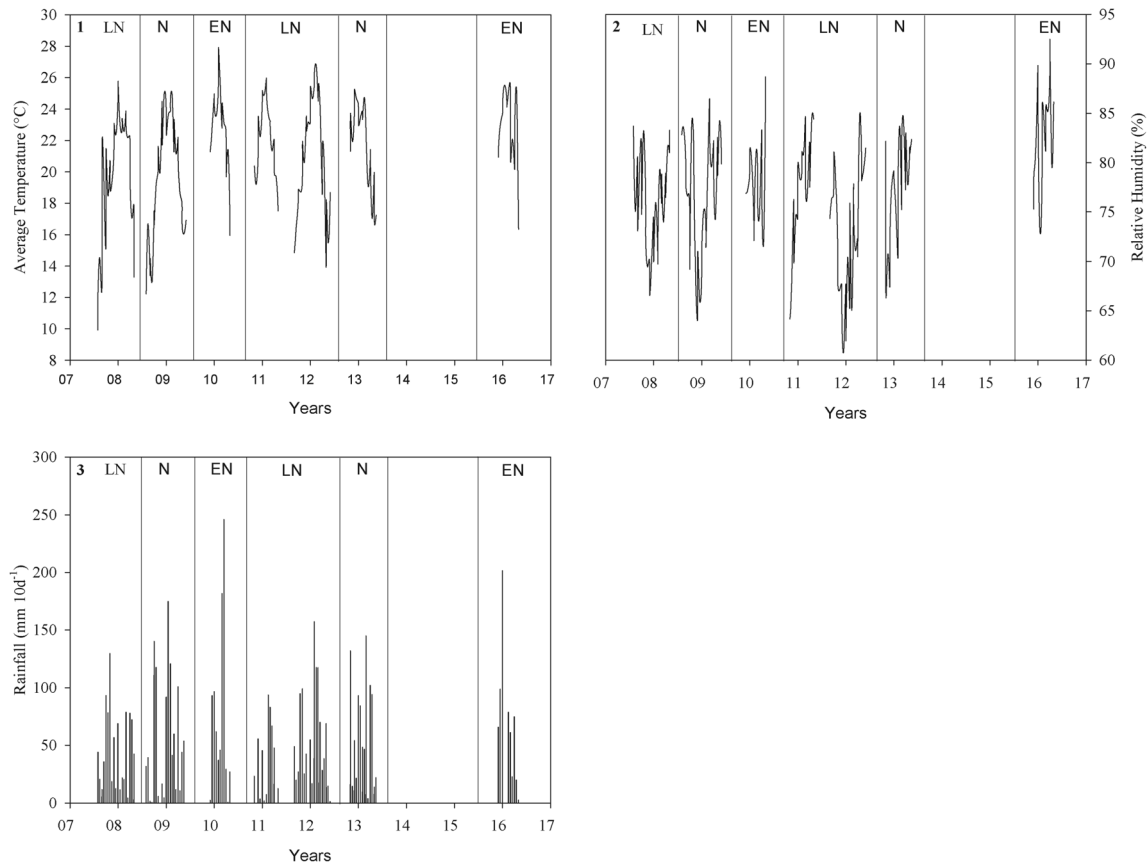 1 LN N EN LN N EN
30
28
26
24
22
20
18
16
14
12
10
8
Average Temperature (°C)
07 08 09 10 11 12 13 14 15 16 17
Years
2 LN N EN LN N EN
95
90
85
80
75
70
65
60
Relative Humidity (%)
07 08 09 10 11 12 13 14 15 16 17
Years
3 LN N EN LN N EN
300
250
200
150
100
50
0
Rainfall (mm 10d⁻¹)
07 08 09 10 11 12 13 14 15 16 17
Years